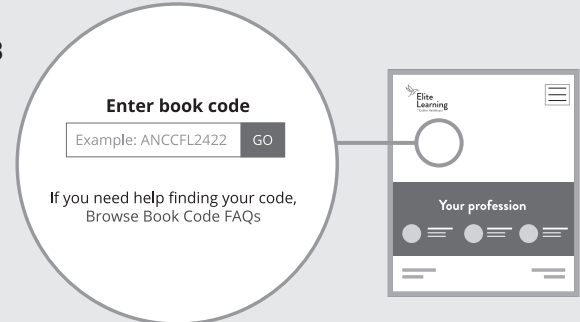 3
Enter book code
Example: ANCCFL2422 GO
If you need help finding your code,
Browse Book Code FAQs
Elite
Learning
Your profession